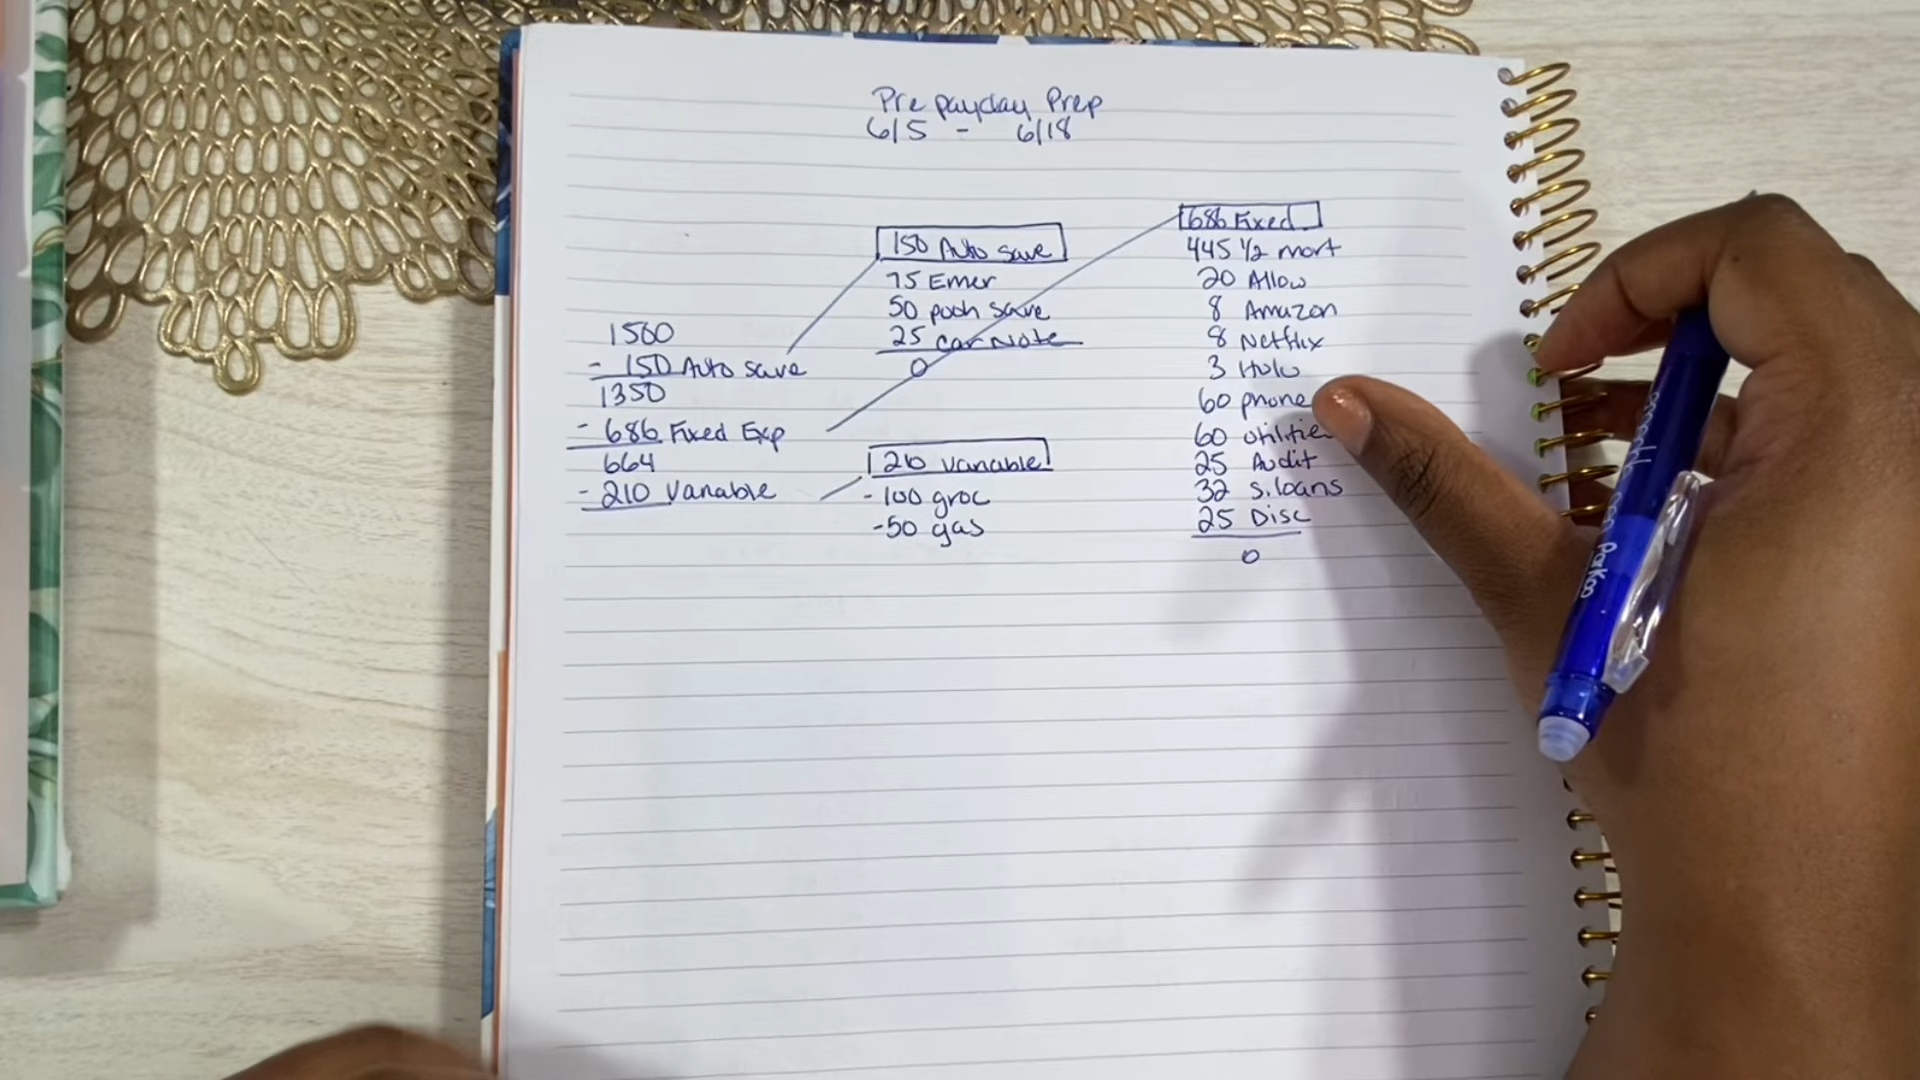 Pre payday Prep
6/5 - 6/18
1500
- 150 Auto save
1350
- 686 Fixed Exp
664
- 210 Variable
150 Auto save
75 Emer
50 pooh save
25 car Note
0
210 variable
- 100 groc
- 50 gas
686 Fixed
445 1/2 mort
20 Allow
8 Amazon
8 Netflix
3 Hulu
60 phone
60 Utilities
25 Audit
32 S.loans
25 Disc
0